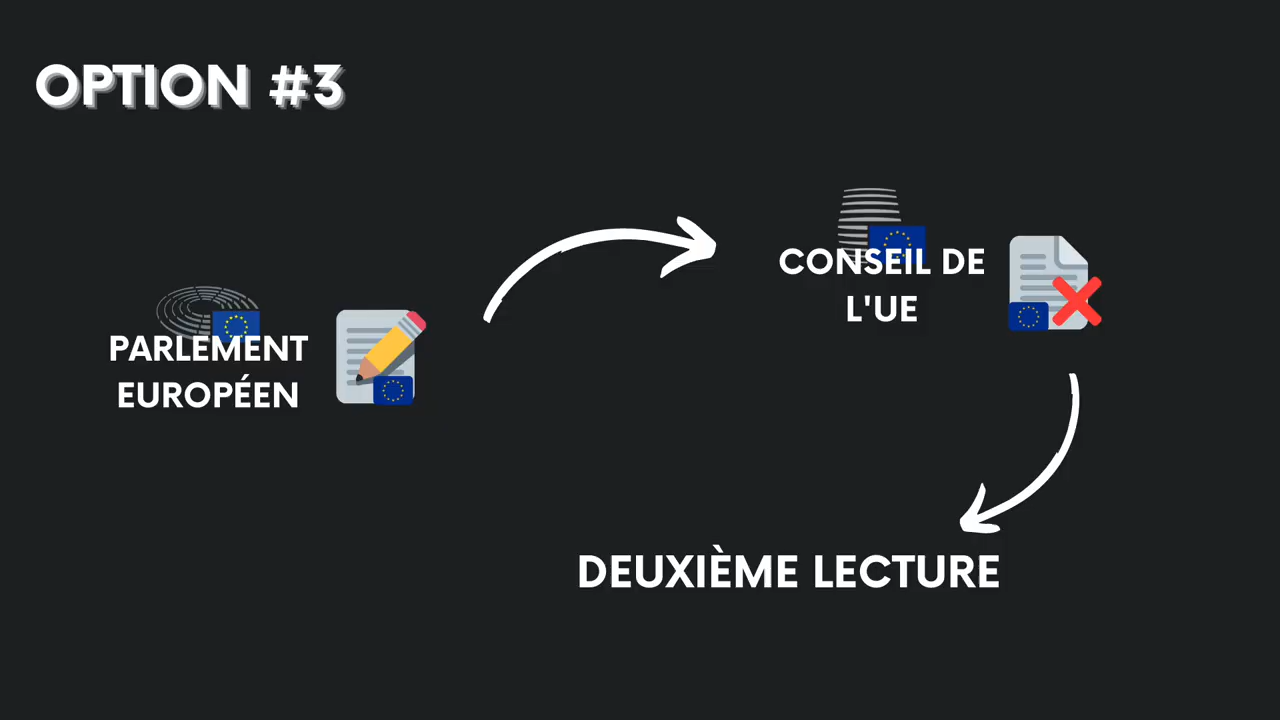 OPTION #3
PARLEMENT
EUROPÉEN
CONSEIL DE
L'UE
DEUXIÈME LECTURE